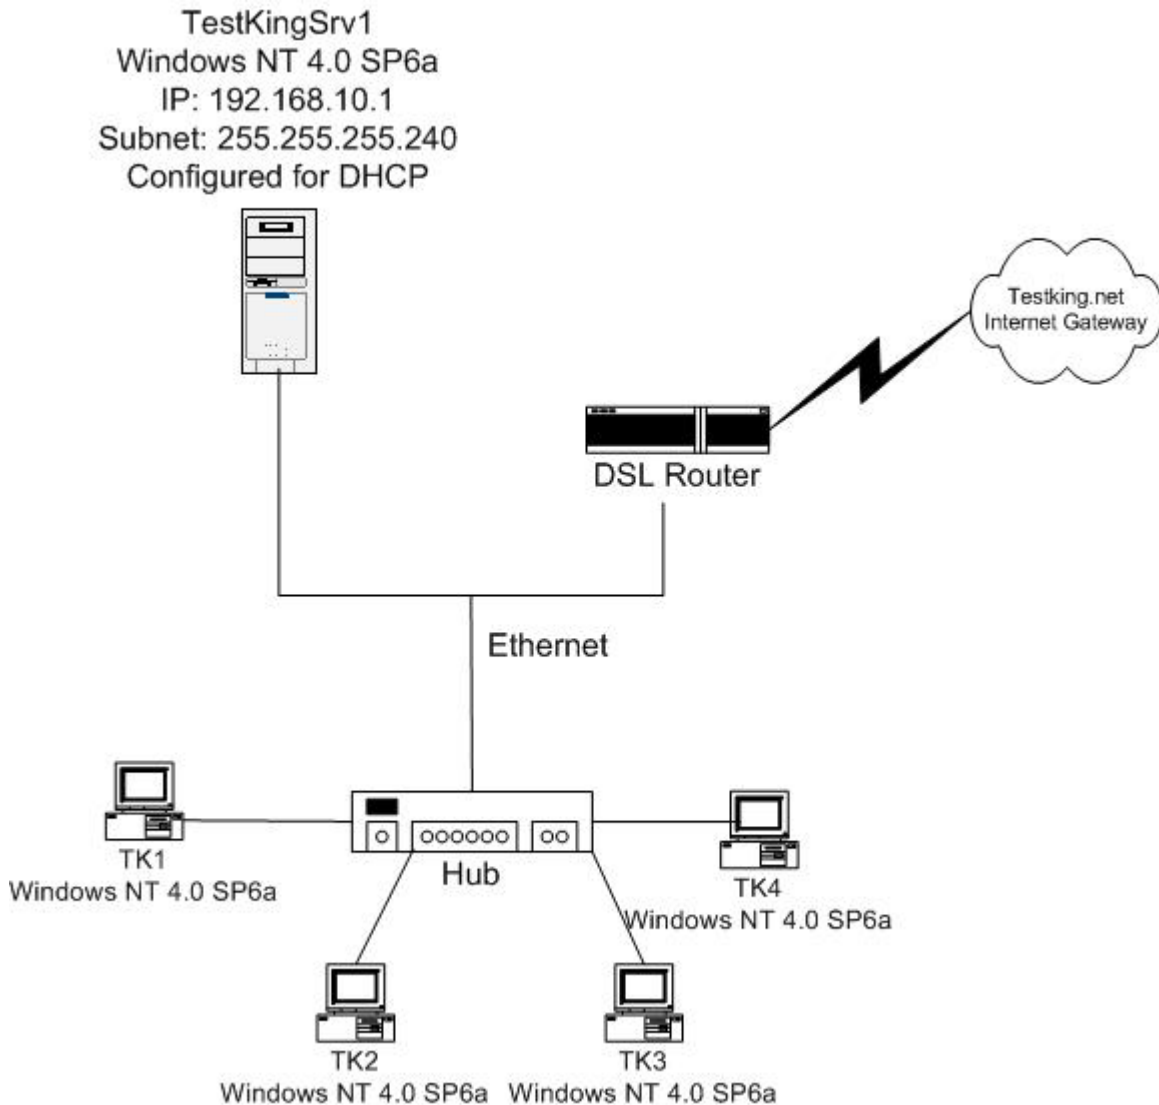 TestKingSrv1
Windows NT 4.0 SP6a
IP: 192.168.10.1
Subnet: 255.255.255.240
Configured for DHCP
Testking.net
Internet Gateway
DSL Router
Ethernet
Hub
TK1
Windows NT 4.0 SP6a
TK4
Windows NT 4.0 SP6a
TK2
Windows NT 4.0 SP6a
TK3
Windows NT 4.0 SP6a